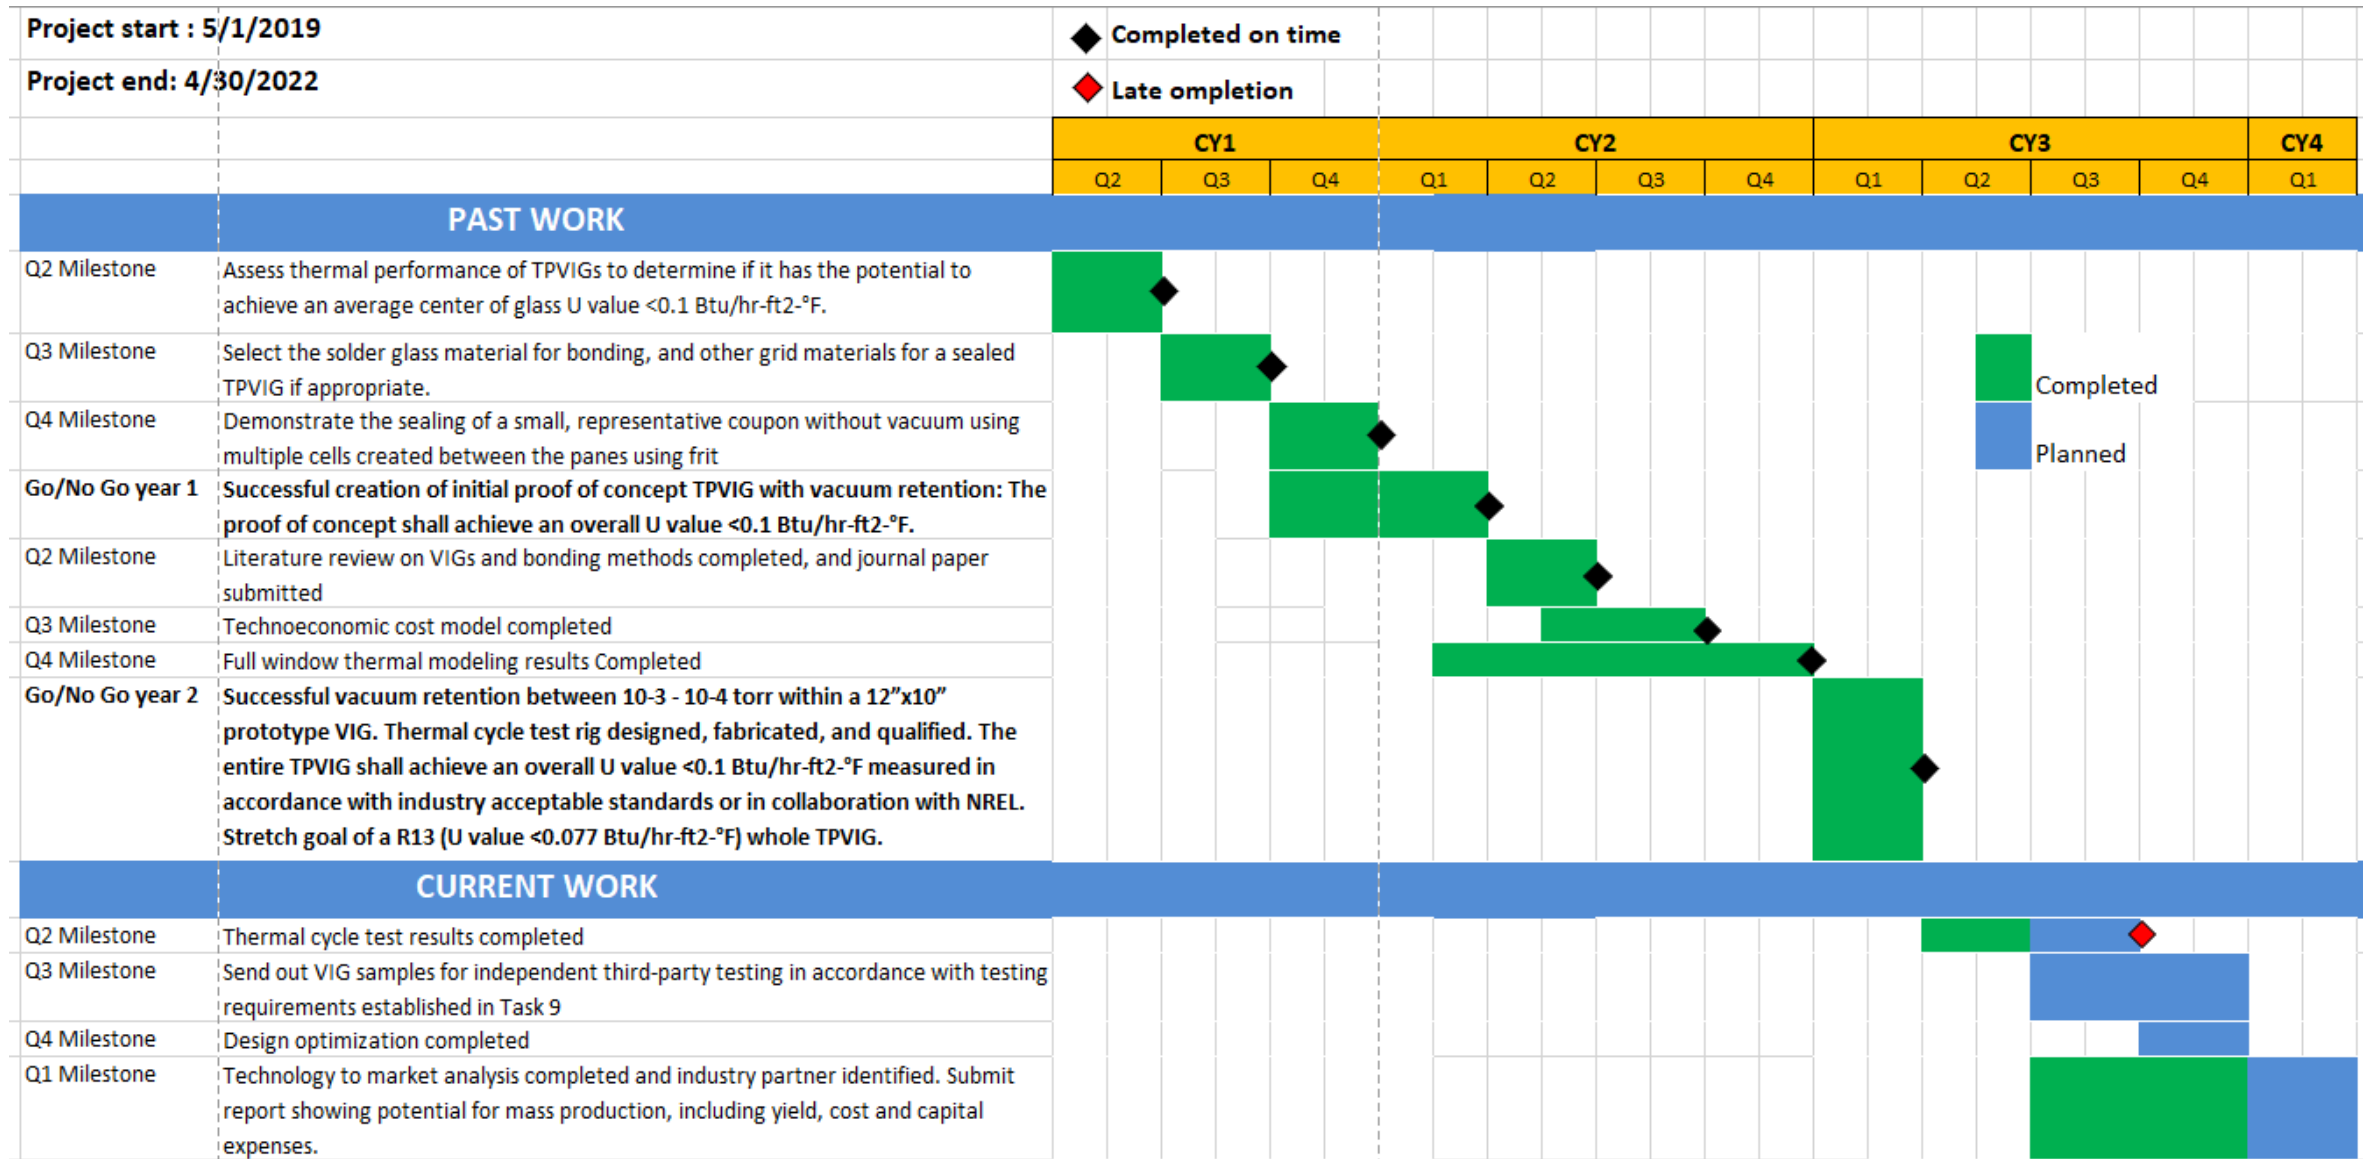 Project start : 5/1/2019
Completed on time
Project end: 4/30/2022
Late ompletion
CY1 CY2 CY3 CY4
Q2 Q3 Q4 Q1 Q2 Q3 Q4 Q1 Q2 Q3 Q4 Q1
PAST WORK
Q2 Milestone Assess thermal performance of TPVIGs to determine if it has the potential to
achieve an average center of glass U value <0.1 Btu/hr-ft2-°F.
Q3 Milestone Select the solder glass material for bonding, and other grid materials for a sealed
TPVIG if appropriate.
Completed
Q4 Milestone Demonstrate the sealing of a small, representative coupon without vacuum using
multiple cells created between the panes using frit
Planned
Go/No Go year 1 Successful creation of initial proof of concept TPVIG with vacuum retention: The
proof of concept shall achieve an overall U value <0.1 Btu/hr-ft2-°F.
Q2 Milestone Literature review on VIGs and bonding methods completed, and journal paper
submitted
Q3 Milestone Technoeconomic cost model completed
Q4 Milestone Full window thermal modeling results Completed
Go/No Go year 2 Successful vacuum retention between 10-3 - 10-4 torr within a 12”x10”
prototype VIG. Thermal cycle test rig designed, fabricated, and qualified. The
entire TPVIG shall achieve an overall U value <0.1 Btu/hr-ft2-°F measured in
accordance with industry acceptable standards or in collaboration with NREL.
Stretch goal of a R13 (U value <0.077 Btu/hr-ft2-°F) whole TPVIG.
CURRENT WORK
Q2 Milestone Thermal cycle test results completed
Q3 Milestone Send out VIG samples for independent third-party testing in accordance with testing
requirements established in Task 9
Q4 Milestone Design optimization completed
Q1 Milestone Technology to market analysis completed and industry partner identified. Submit
report showing potential for mass production, including yield, cost and capital
expenses.